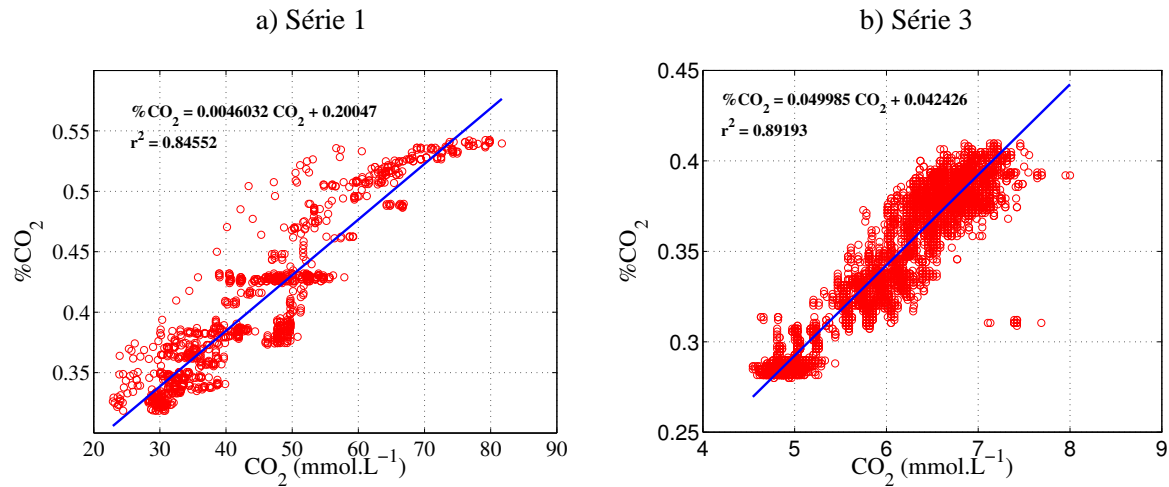 a) Série 1
%CO₂ = 0.0046032 CO₂ + 0.20047
r² = 0.84552
%CO₂
0.55
0.5
0.45
0.4
0.35
20 30 40 50 60 70 80 90
CO₂ (mmol.L⁻¹)
b) Série 3
%CO₂ = 0.049985 CO₂ + 0.042426
r² = 0.89193
%CO₂
0.45
0.4
0.35
0.3
0.25
4 5 6 7 8 9
CO₂ (mmol.L⁻¹)